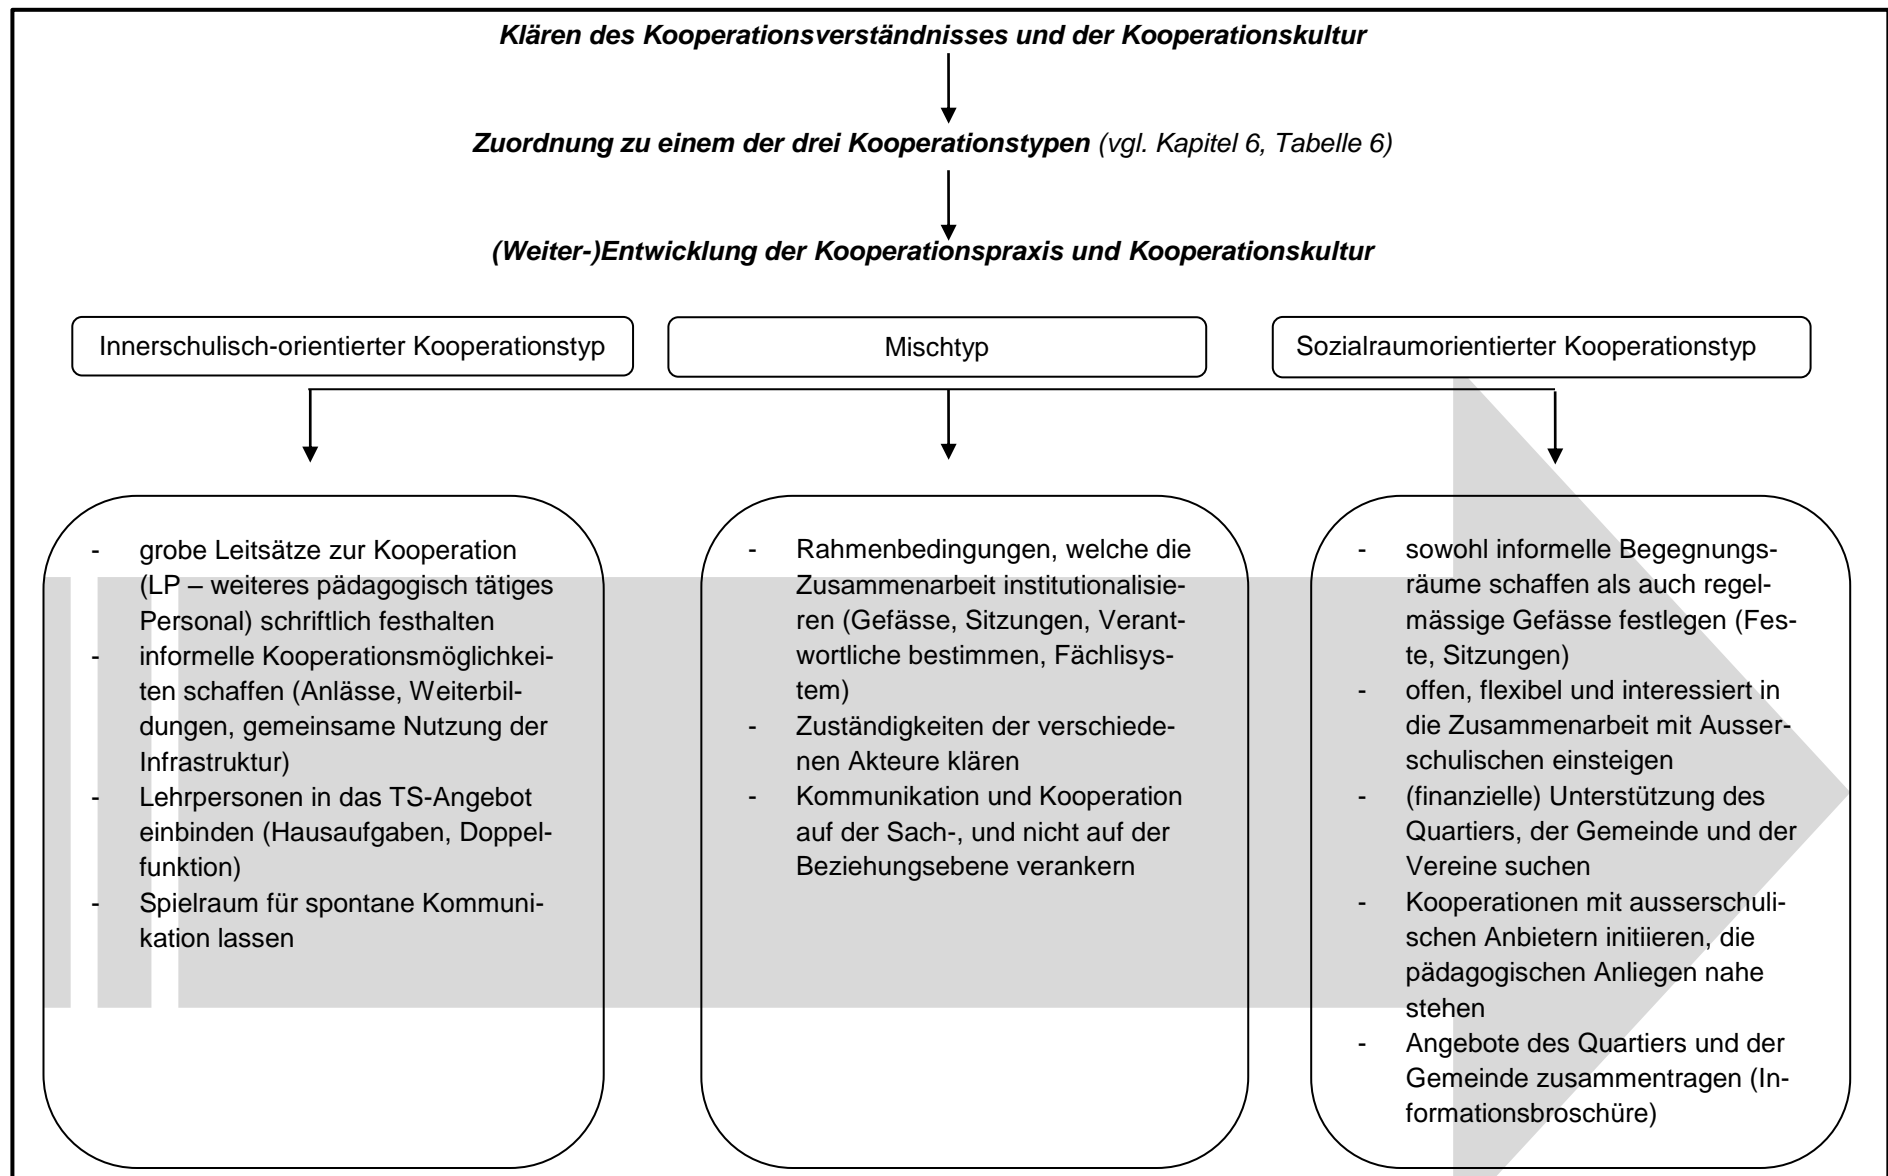 Klären des Kooperationsverständnisses und der Kooperationskultur
Zuordnung zu einem der drei Kooperationstypen (vgl. Kapitel 6, Tabelle 6)
(Weiter-)Entwicklung der Kooperationspraxis und Kooperationskultur
Innerschulisch-orientierter Kooperationstyp
Mischtyp
Sozialraumorientierter Kooperationstyp
- grobe Leitsätze zur Kooperation
(LP – weiteres pädagogisch tätiges
Personal) schriftlich festhalten
- informelle Kooperationsmöglichkei-
ten schaffen (Anlässe, Weiterbil-
dungen, gemeinsame Nutzung der
Infrastruktur)
- Lehrpersonen in das TS-Angebot
einbinden (Hausaufgaben, Doppel-
funktion)
- Spielraum für spontane Kommuni-
kation lassen
- Rahmenbedingungen, welche die
Zusammenarbeit institutionalisie-
ren (Gefässe, Sitzungen, Verant-
wortliche bestimmen, Fächlisys-
tem)
- Zuständigkeiten der verschiede-
nen Akteure klären
- Kommunikation und Kooperation
auf der Sach-, und nicht auf der
Beziehungsebene verankern
- sowohl informelle Begegnungs-
räume schaffen als auch regel-
mässige Gefässe festlegen (Fes-
te, Sitzungen)
- offen, flexibel und interessiert in
die Zusammenarbeit mit Ausser-
schulischen einsteigen
- (finanzielle) Unterstützung des
Quartiers, der Gemeinde und der
Vereine suchen
- Kooperationen mit ausserschuli-
schen Anbietern initiieren, die
pädagogischen Anliegen nahe
stehen
- Angebote des Quartiers und der
Gemeinde zusammentragen (In-
formationsbroschüre)